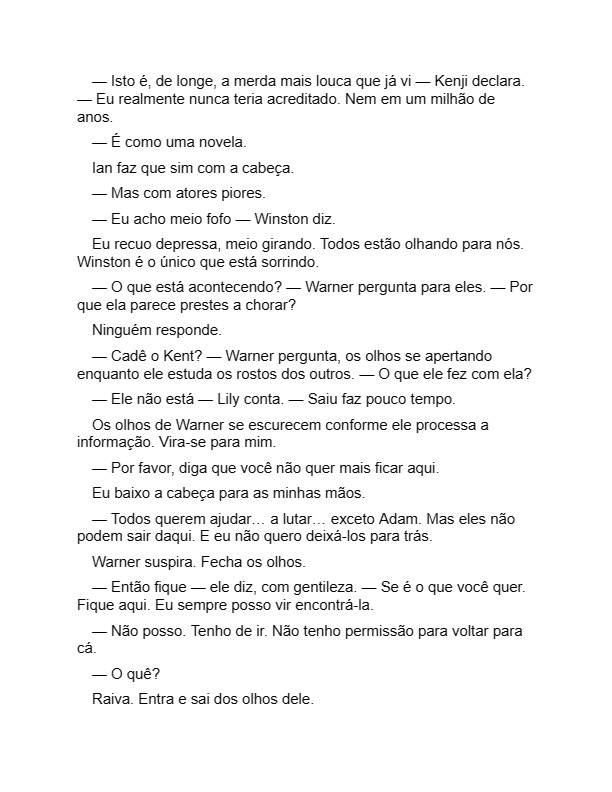 — Isto é, de longe, a merda mais louca que já vi — Kenji declara.
— Eu realmente nunca teria acreditado. Nem em um milhão de
anos.
— É como uma novela.
Ian faz que sim com a cabeça.
— Mas com atores piores.
— Eu acho meio fofo — Winston diz.
Eu recuo depressa, meio girando. Todos estão olhando para nós.
Winston é o único que está sorrindo.
— O que está acontecendo? — Warner pergunta para eles. — Por
que ela parece prestes a chorar?
Ninguém responde.
— Cadê o Kent? — Warner pergunta, os olhos se apertando
enquanto ele estuda os rostos dos outros. — O que ele fez com ela?
— Ele não está — Lily conta. — Saiu faz pouco tempo.
Os olhos de Warner se escurecem conforme ele processa a
informação. Vira-se para mim.
— Por favor, diga que você não quer mais ficar aqui.
Eu baixo a cabeça para as minhas mãos.
— Todos querem ajudar… a lutar… exceto Adam. Mas eles não
podem sair daqui. E eu não quero deixá-los para trás.
Warner suspira. Fecha os olhos.
— Então fique — ele diz, com gentileza. — Se é o que você quer.
Fique aqui. Eu sempre posso vir encontrá-la.
— Não posso. Tenho de ir. Não tenho permissão para voltar para
cá.
— O quê?
Raiva. Entra e sai dos olhos dele.